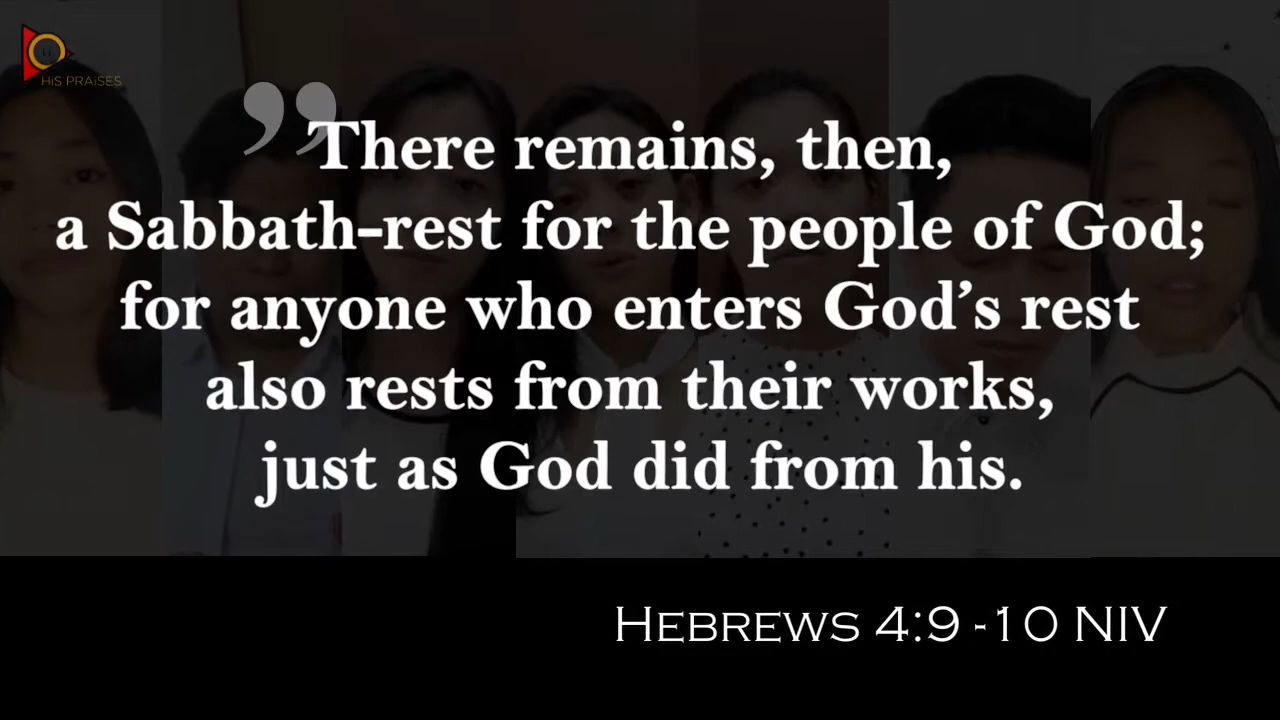 HiS PRAiSES
”
There remains, then,
a Sabbath-rest for the people of God;
for anyone who enters God’s rest
also rests from their works,
just as God did from his.
Hebrews 4:9 -10 NIV